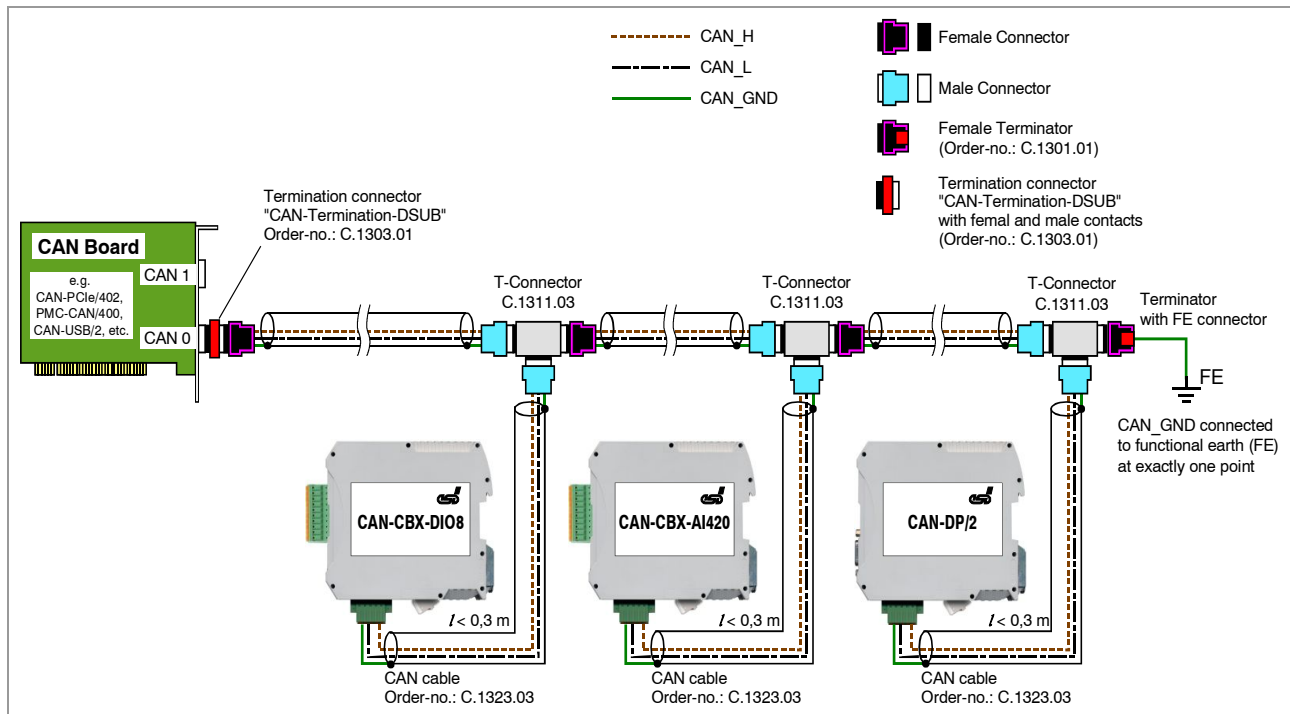 CAN_H
CAN_L
CAN_GND
Female Connector
Male Connector
Female Terminator
(Order-no.: C.1301.01)
Termination connector
"CAN-Termination-DSUB"
with femal and male contacts
(Order-no.: C.1303.01)
Termination connector
"CAN-Termination-DSUB"
Order-no.: C.1303.01
CAN Board
e.g.
CAN-PCIe/402,
PMC-CAN/400,
CAN-USB/2, etc.
CAN 1
CAN 0
T-Connector
C.1311.03
T-Connector
C.1311.03
T-Connector
C.1311.03
Terminator
with FE connector
FE
CAN_GND connected
to functional earth (FE)
at exactly one point
esd
CAN-CBX-DIO8
esd
CAN-CBX-AI420
esd
CAN-DP/2
l < 0,3 m
l < 0,3 m
l < 0,3 m
CAN cable
Order-no.: C.1323.03
CAN cable
Order-no.: C.1323.03
CAN cable
Order-no.: C.1323.03